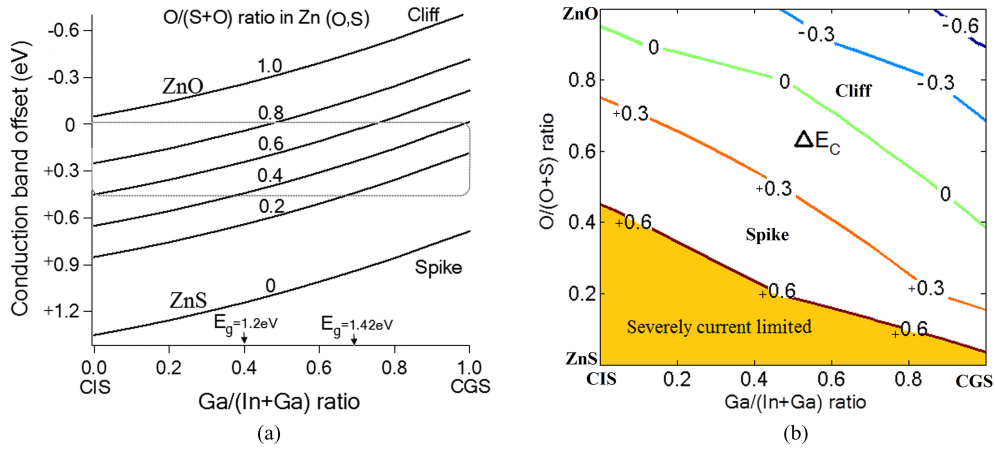 O/(S+O) ratio in Zn (O,S)
Cliff
-0.6
-0.3
0
+0.3
+0.6
+0.9
+1.2
Conduction band offset (eV)
ZnO
1.0
0.8
0.6
0.4
0.2
0
ZnS
Spike
Eg=1.2eV
Eg=1.42eV
0.0
0.2
0.4
0.6
0.8
1.0
CIS
CGS
Ga/(In+Ga) ratio
(a)
ZnO
0.8
0.6
0.4
0.2
ZnS
O/(O+S) ratio
-0.6
-0.3
-0.3
0
0
0
Cliff
ΔEC
+0.3
+0.3
+0.3
Spike
+0.6
+0.6
+0.6
Severely current limited
CIS
0.2
0.4
0.6
0.8
CGS
Ga/(In+Ga) ratio
(b)